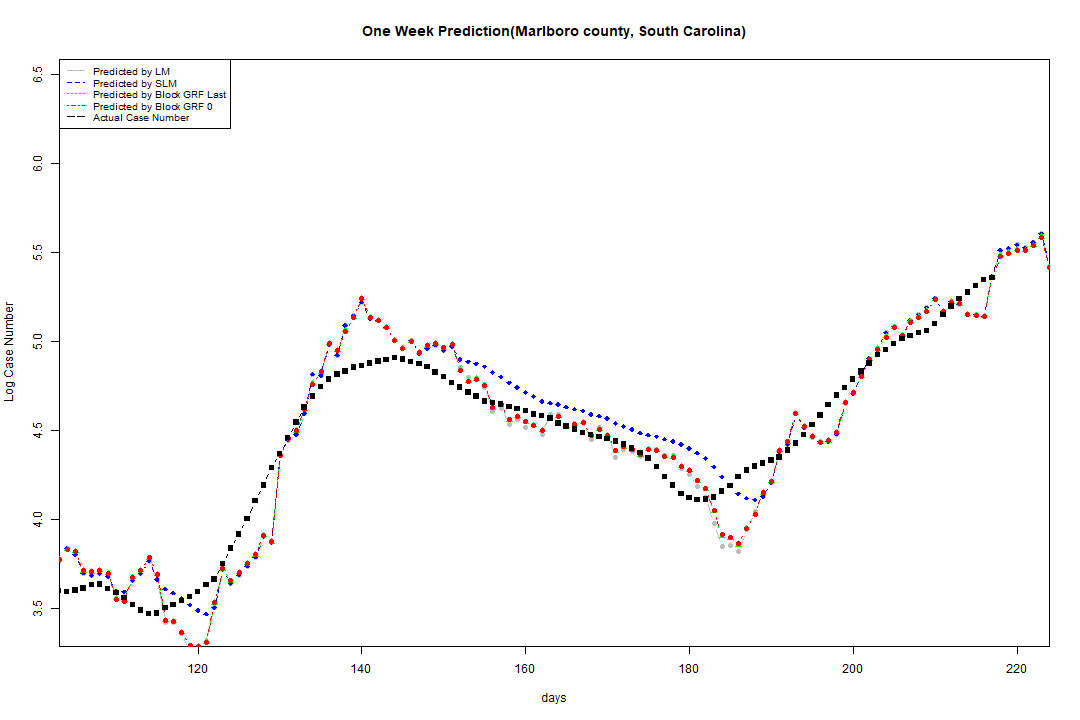 One Week Prediction(Marlboro county, South Carolina)
Predicted by LM
Predicted by SLM
Predicted by Block GRF Last
Predicted by Block GRF 0
Actual Case Number
Log Case Number
6.5
6.0
5.5
5.0
4.5
4.0
3.5
120 140 160 180 200 220
days